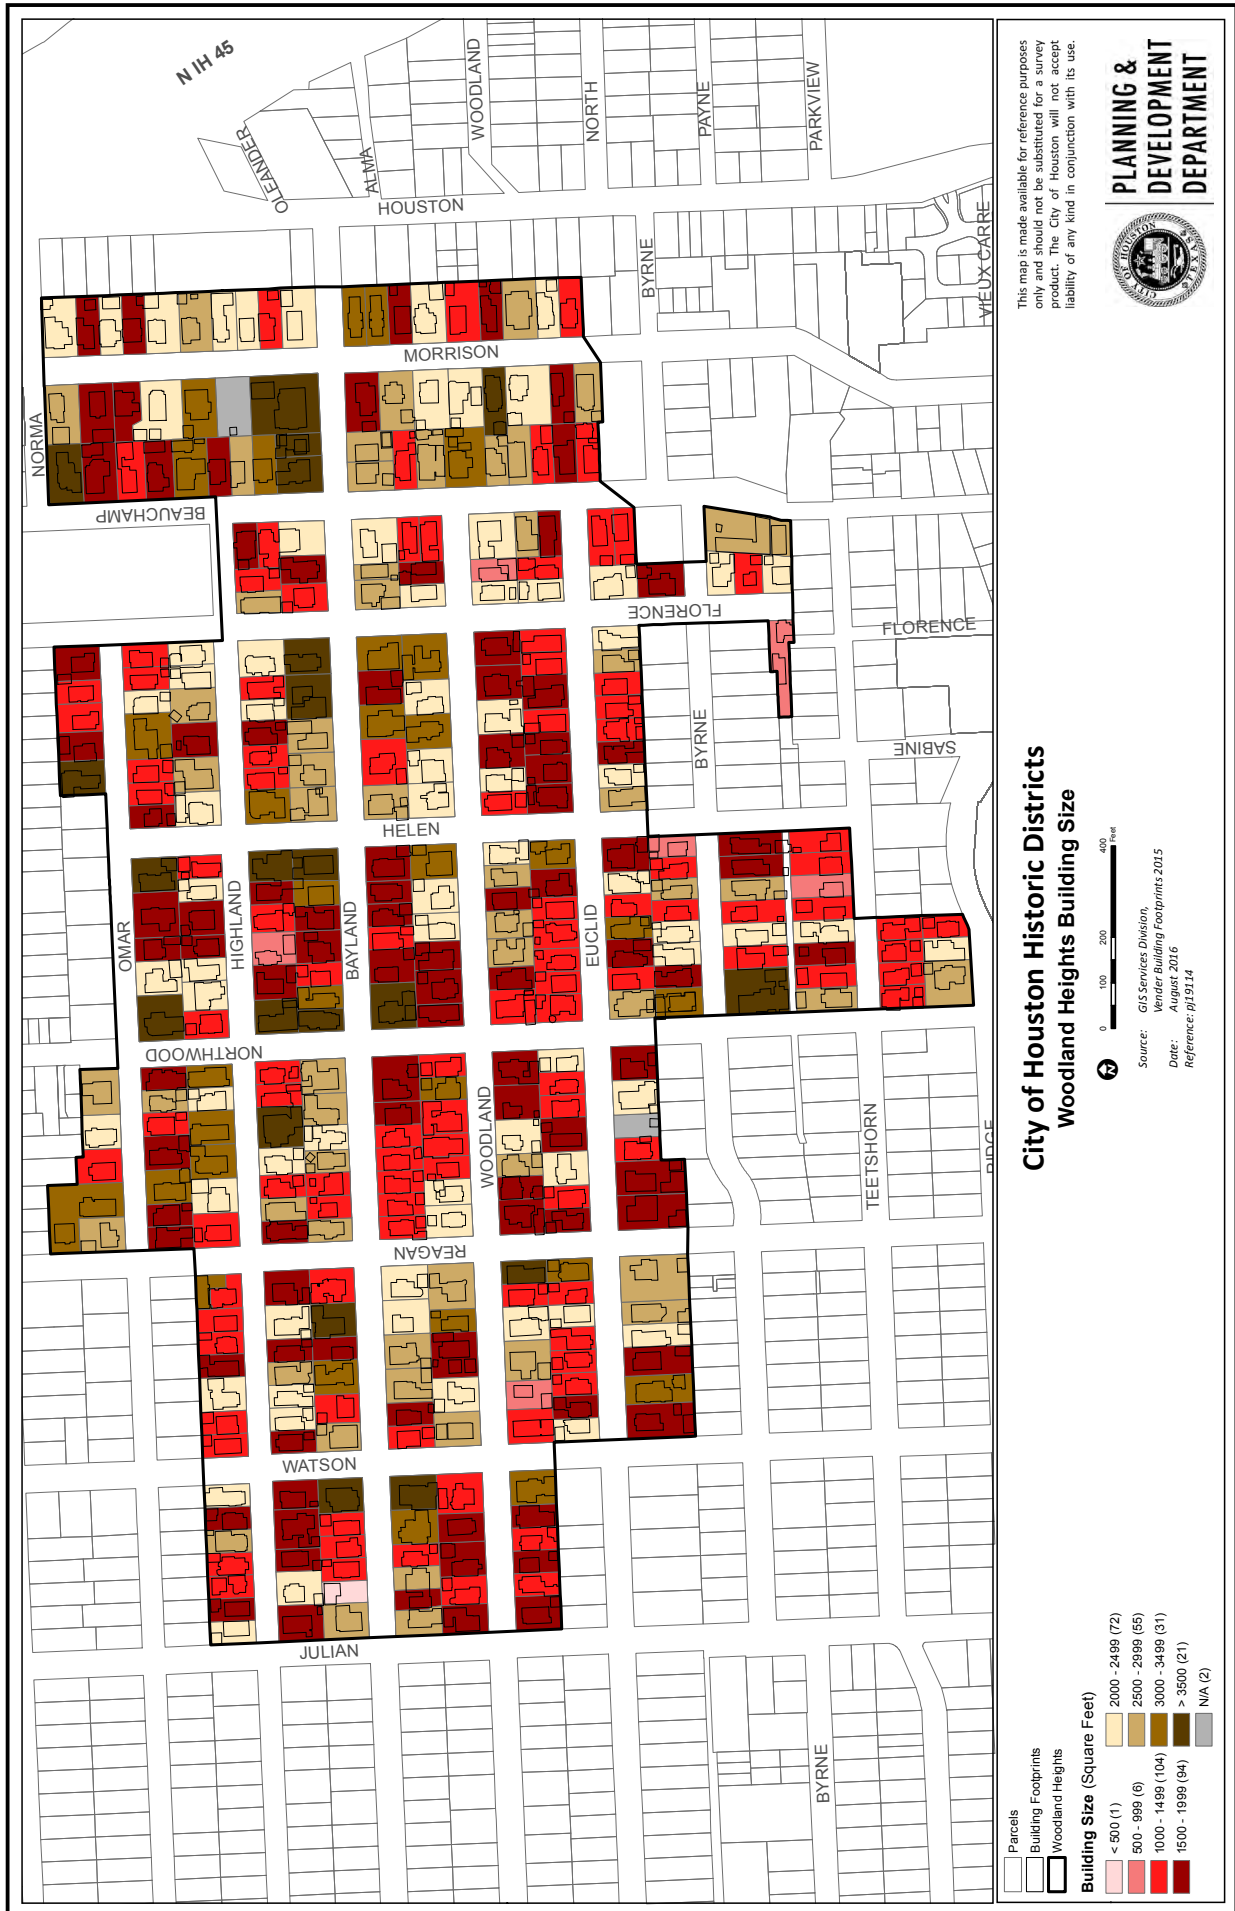 N IH 45
OLEANDER
ALMA
WOODLAND
NORTH
PAYNE
PARKVIEW
HOUSTON
BYRNE
VIEUX CARRE
MORRISON
NORMA
BEAUCHAMP
FLORENCE
FLORENCE
BYRNE
SABINE
HELEN
OMAR
HIGHLAND
BAYLAND
EUCLID
NORTHWOOD
WOODLAND
TEETSHORN
RIDGE
REAGAN
WATSON
JULIAN
BYRNE
This map is made available for reference purposes
only and should not be substituted for a survey
product. The City of Houston will not accept
liability of any kind in conjunction with its use.
CITY OF HOUSTON
TEXAS
PLANNING &
DEVELOPMENT
DEPARTMENT
City of Houston Historic Districts
Woodland Heights Building Size
N
0 100 200 400
Feet
Source: GIS Services Division,
Vender Building Footprints 2015
Date: August 2016
Reference: pj19114
Parcels
Building Footprints
Woodland Heights
Building Size (Square Feet)
< 500 (1)
500 - 999 (6)
1000 - 1499 (104)
1500 - 1999 (94)
2000 - 2499 (72)
2500 - 2999 (55)
3000 - 3499 (31)
> 3500 (21)
N/A (2)